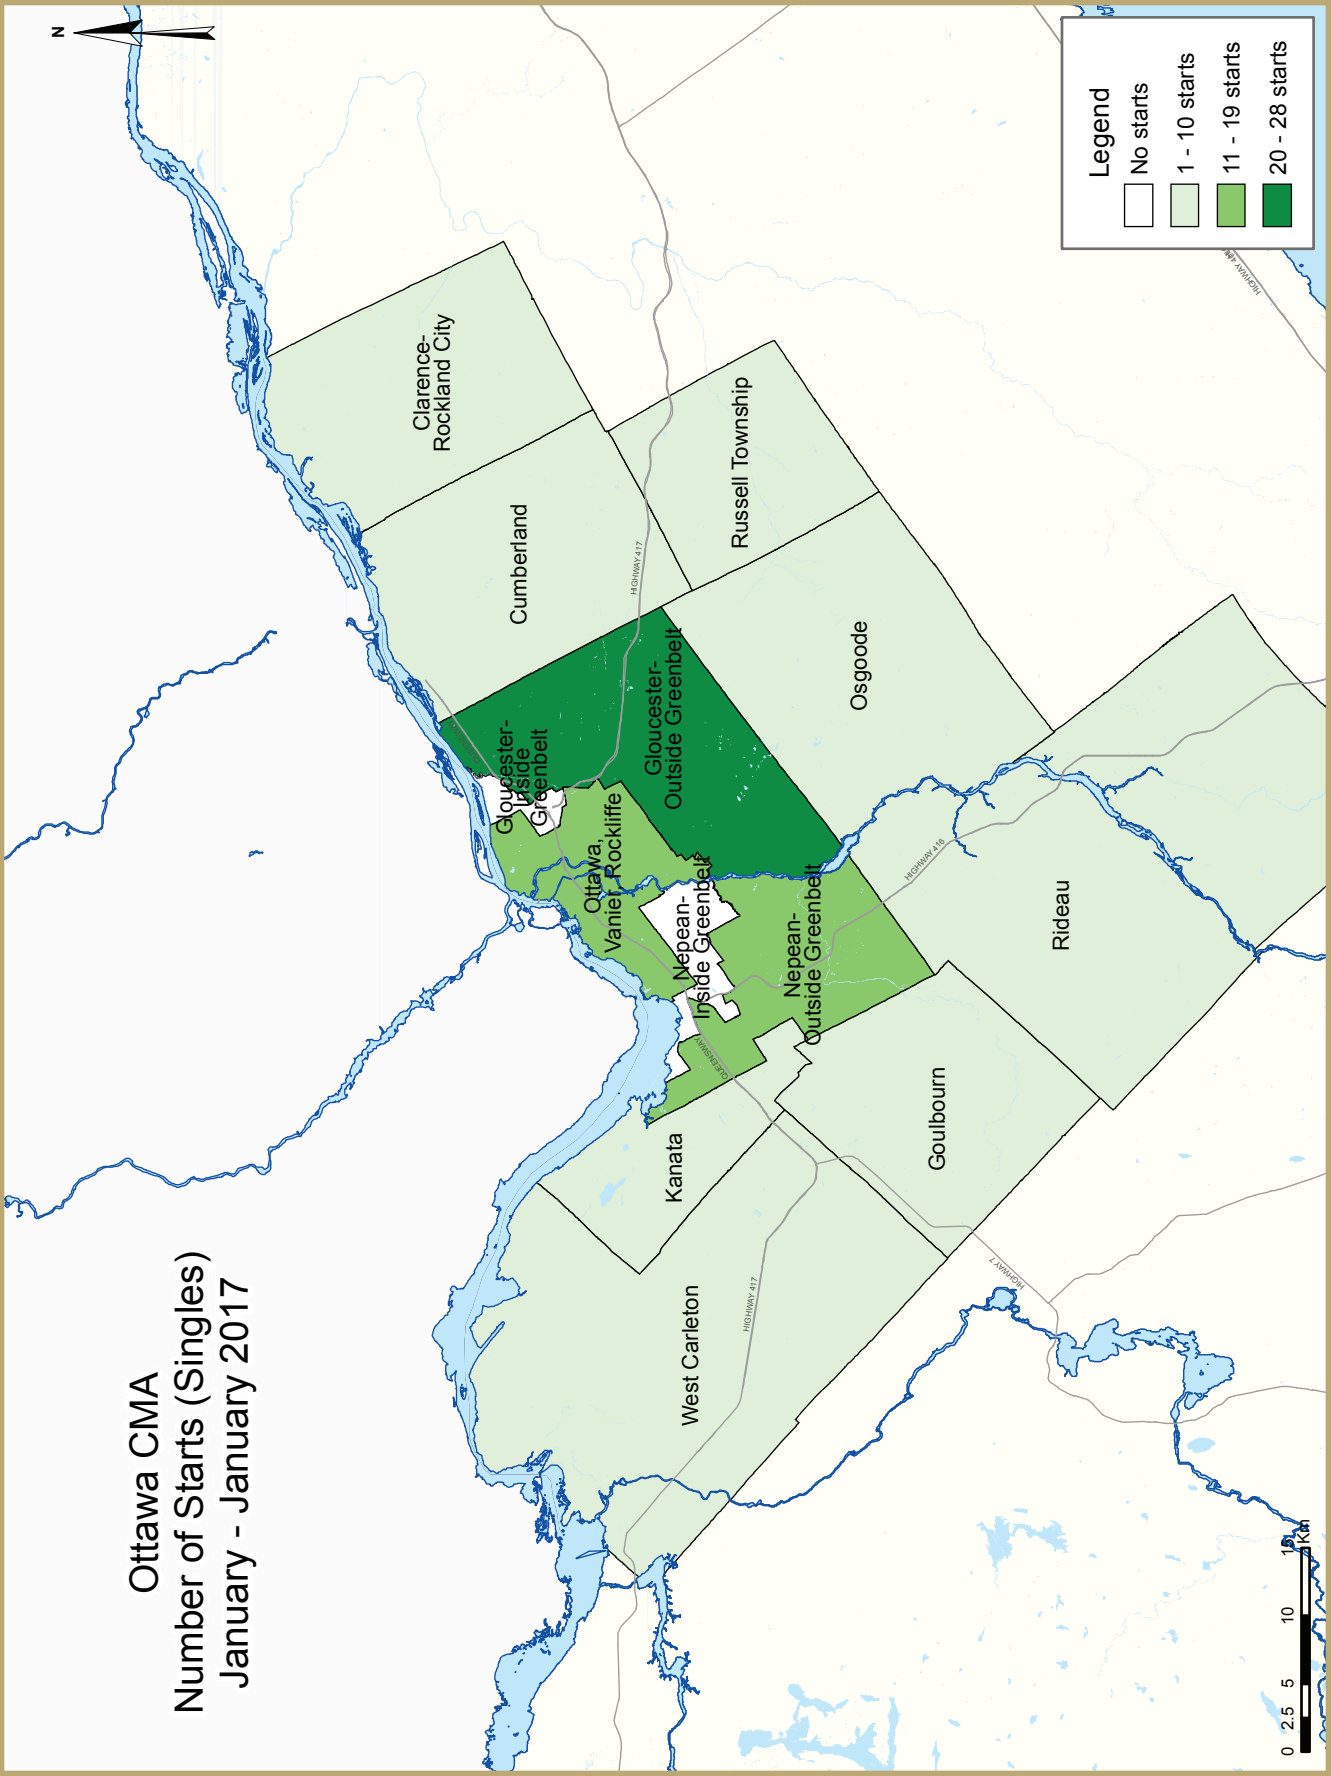 Ottawa CMA
Number of Starts (Singles)
January - January 2017
N
Legend
No starts
1 - 10 starts
11 - 19 starts
20 - 28 starts
Clarence-
Rockland City
Cumberland
Russell Township
HIGHWAY 417
Gloucester-
Inside
Greenbelt
Gloucester-
Outside Greenbelt
Osgoode
Ottawa,
Vanier, Rockliffe
Nepean-
Inside Greenbelt
Nepean-
Outside Greenbelt
HIGHWAY 416
Rideau
QUEENSWAY
Kanata
Goulbourn
West Carleton
HIGHWAY 417
HIGHWAY 7
0 2.5 5 10 15
Km